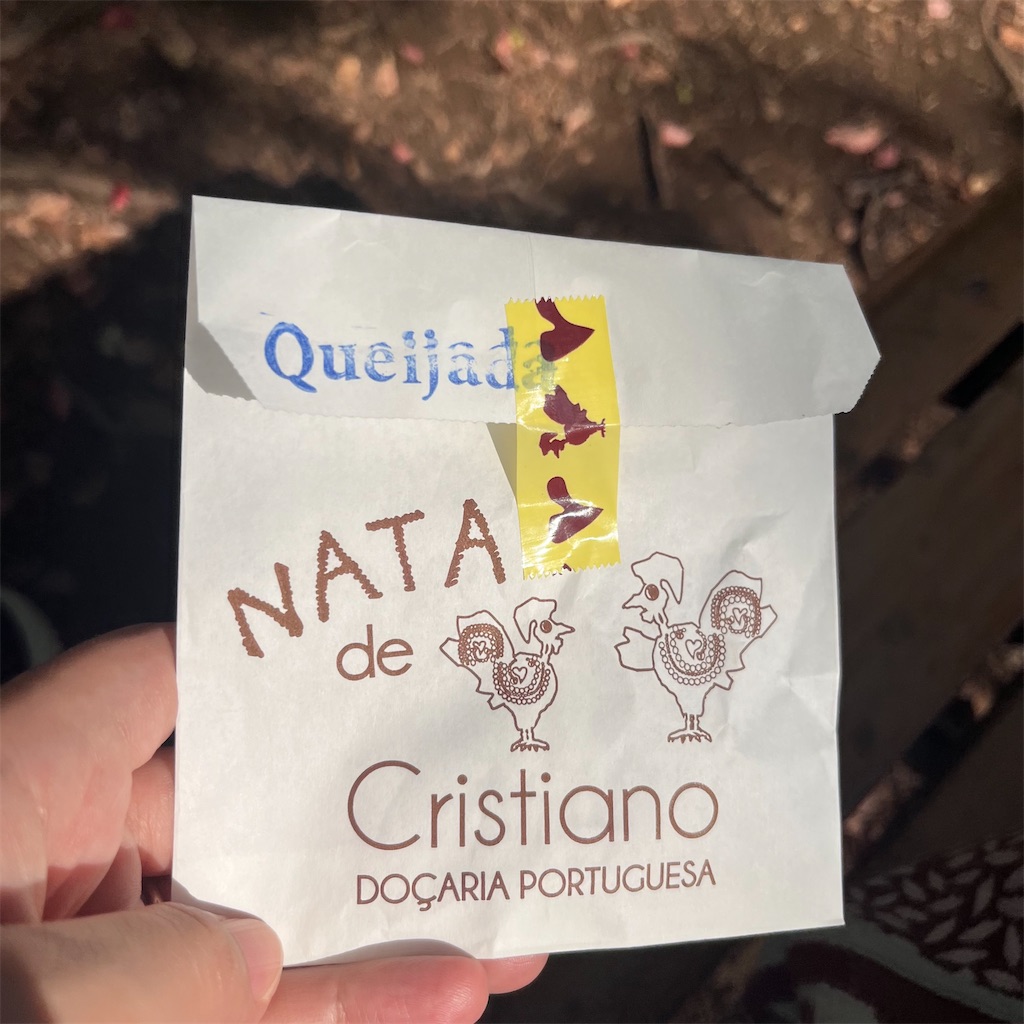 Queijada
NATA
de
Cristiano
DOÇARIA PORTUGUESA